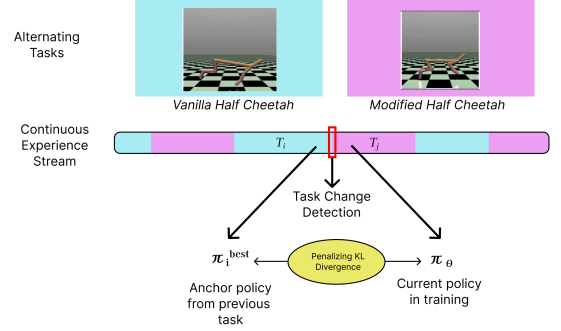 Alternating
Tasks
Vanilla Half Cheetah
Modified Half Cheetah
Continuous
Experience
Stream
T_i
T_j
Task Change
Detection
π_i^best
Penalizing KL
Divergence
π_θ
Anchor policy
from previous
task
Current policy
in training